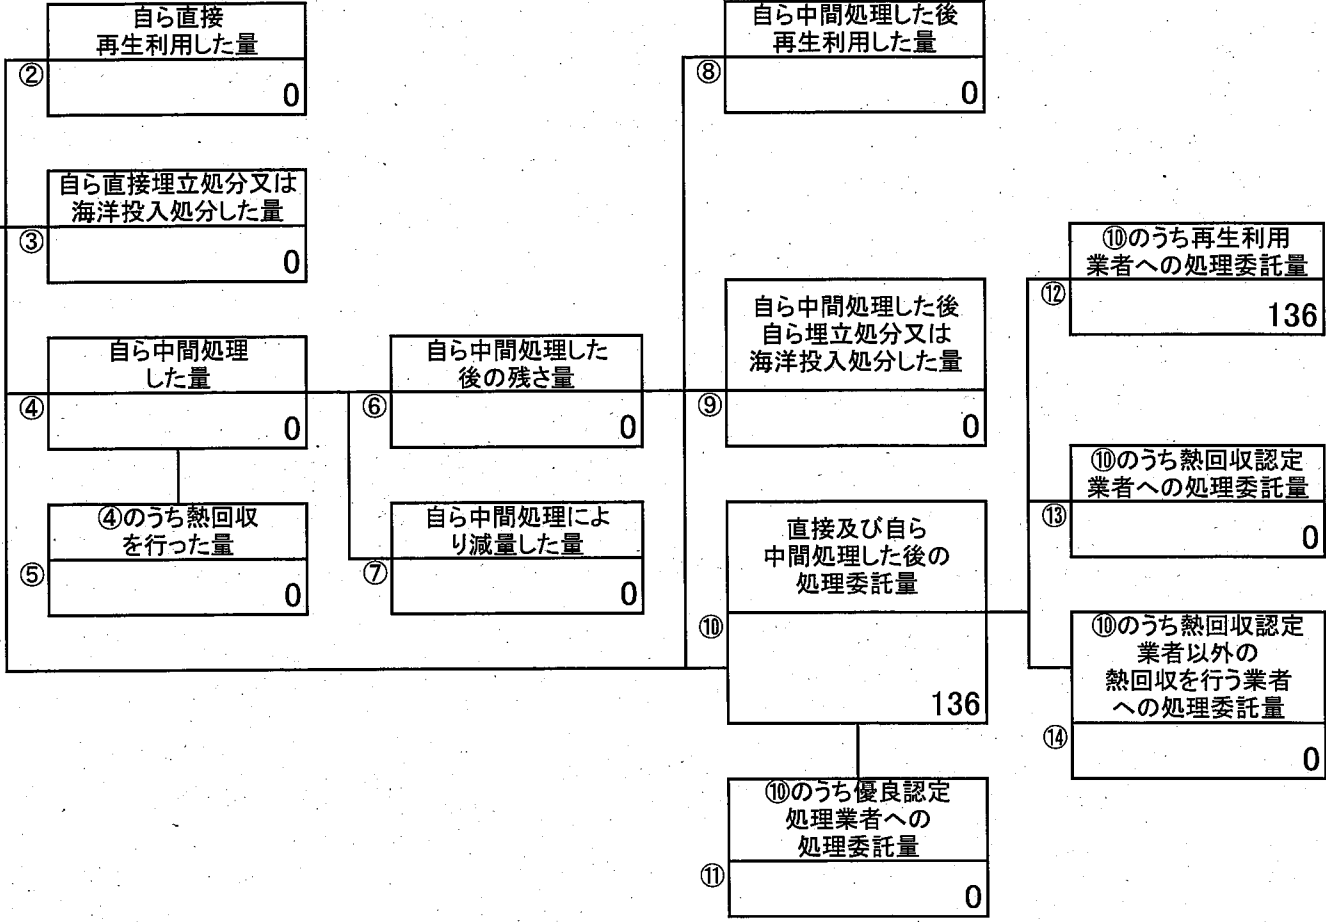 自ら直接
再生利用した量
②
0
自ら直接埋立処分又は
海洋投入処分した量
③
0
自ら中間処理
した量
④
0
④のうち熱回収
を行った量
⑤
0
自ら中間処理した
後の残さ量
⑥
0
自ら中間処理によ
り減量した量
⑦
0
自ら中間処理した後
再生利用した量
⑧
0
自ら中間処理した後
自ら埋立処分又は
海洋投入処分した量
⑨
0
直接及び自ら
中間処理した後の
処理委託量
⑩
136
⑩のうち優良認定
処理業者への
処理委託量
⑪
0
⑩のうち再生利用
業者への処理委託量
⑫
136
⑩のうち熱回収認定
業者への処理委託量
⑬
0
⑩のうち熱回収認定
業者以外の
熱回収を行う業者
への処理委託量
⑭
0